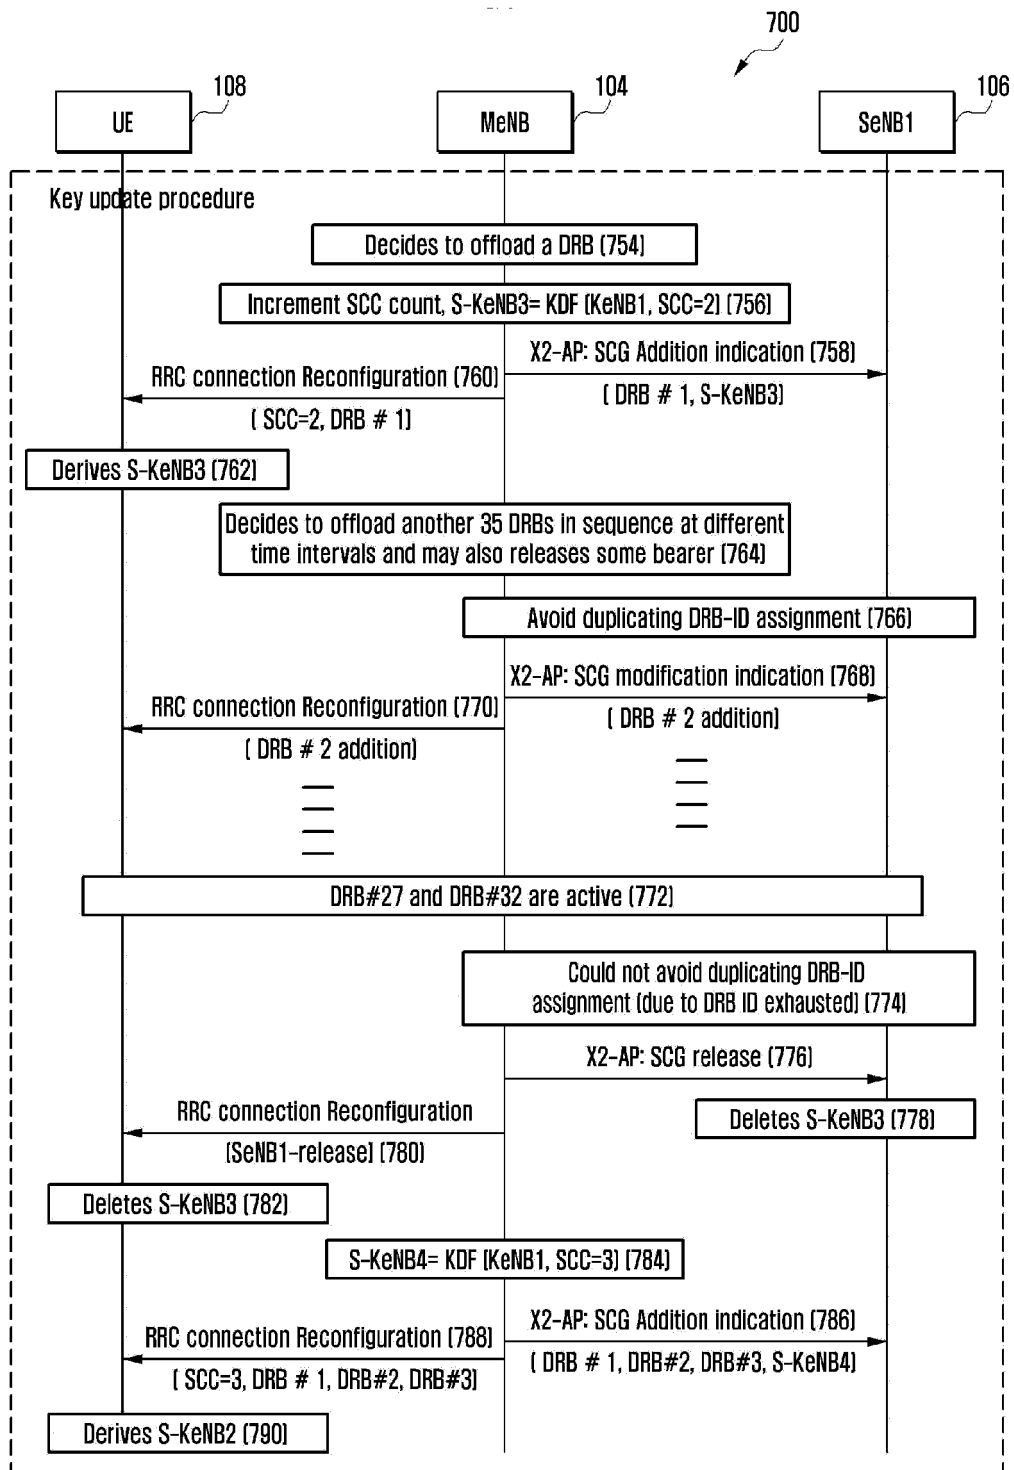 700
108
104
106
UE
MeNB
SeNB1
Key update procedure
Decides to offload a DRB (754)
Increment SCC count, S-KeNB3= KDF (KeNB1, SCC=2) (756)
X2-AP: SCG Addition indication (758)
RRC connection Reconfiguration (760)
( DRB # 1, S-KeNB3)
( SCC=2, DRB # 1)
Derives S-KeNB3 (762)
Decides to offload another 35 DRBs in sequence at different
time intervals and may also releases some bearer (764)
Avoid duplicating DRB-ID assignment (766)
X2-AP: SCG modification indication (768)
RRC connection Reconfiguration (770)
( DRB # 2 addition)
( DRB # 2 addition)
DRB#27 and DRB#32 are active (772)
Could not avoid duplicating DRB-ID
assignment (due to DRB ID exhausted) (774)
X2-AP: SCG release (776)
RRC connection Reconfiguration
Deletes S-KeNB3 (778)
(SeNB1-release) (780)
Deletes S-KeNB3 (782)
S-KeNB4= KDF (KeNB1, SCC=3) (784)
X2-AP: SCG Addition indication (786)
RRC connection Reconfiguration (788)
( DRB # 1, DRB#2, DRB#3, S-KeNB4)
( SCC=3, DRB # 1, DRB#2, DRB#3)
Derives S-KeNB2 (790)